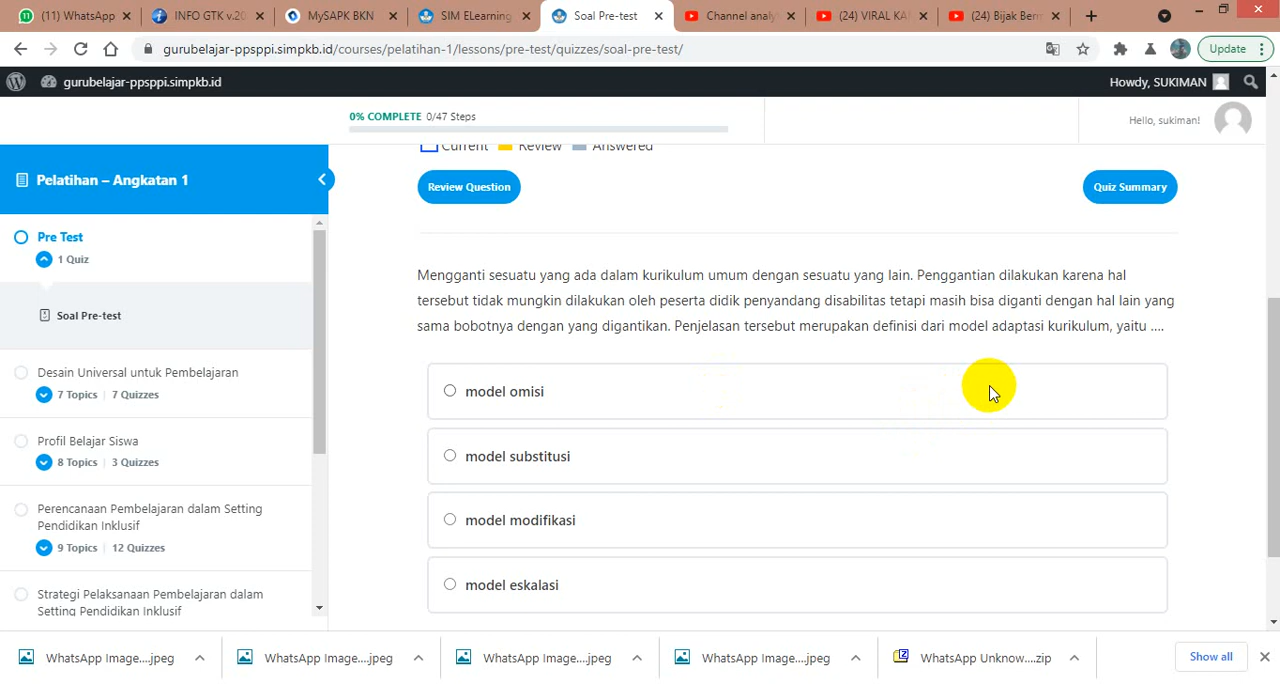 (11) WhatsApp
INFO GTK v.20
MySAPK BKN
SIM ELearning
Soal Pre-test
Channel analy
(24) VIRAL KA
(24) Bijak Ber
gurubelajar-ppsppi.simpkb.id/courses/pelatihan-1/lessons/pre-test/quizzes/soal-pre-test/
Update
gurubelajar-ppsppi.simpkb.id
Howdy, SUKIMAN
0% COMPLETE 0/47 Steps
Hello, sukiman!
Pelatihan – Angkatan 1
Pre Test
1 Quiz
Soal Pre-test
Desain Universal untuk Pembelajaran
7 Topics | 7 Quizzes
Profil Belajar Siswa
8 Topics | 3 Quizzes
Perencanaan Pembelajaran dalam Setting
Pendidikan Inklusif
9 Topics | 12 Quizzes
Strategi Pelaksanaan Pembelajaran dalam
Setting Pendidikan Inklusif
Current Review Answered
Review Question
Quiz Summary
Mengganti sesuatu yang ada dalam kurikulum umum dengan sesuatu yang lain. Penggantian dilakukan karena hal
tersebut tidak mungkin dilakukan oleh peserta didik penyandang disabilitas tetapi masih bisa diganti dengan hal lain yang
sama bobotnya dengan yang digantikan. Penjelasan tersebut merupakan definisi dari model adaptasi kurikulum, yaitu ....
model omisi
model substitusi
model modifikasi
model eskalasi
WhatsApp Image....jpeg
WhatsApp Image....jpeg
WhatsApp Image....jpeg
WhatsApp Image....jpeg
WhatsApp Unknow....zip
Show all